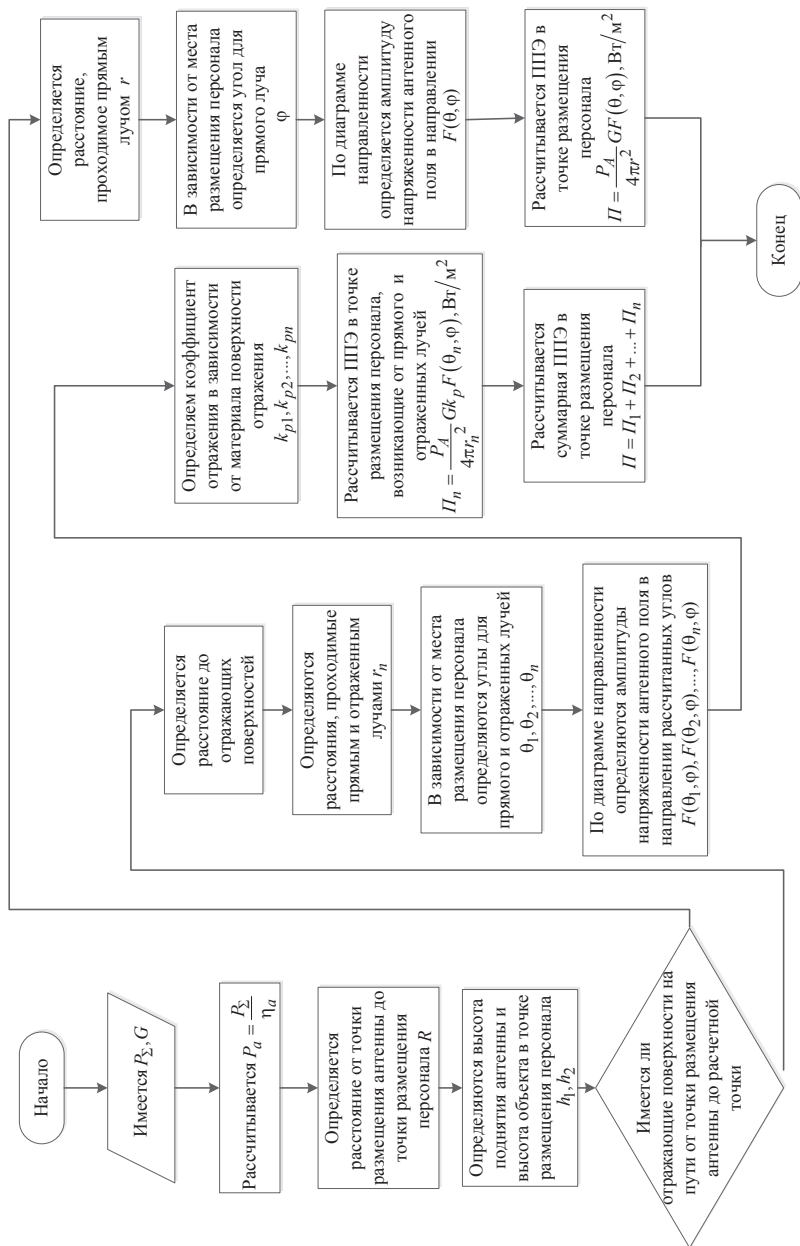 Начало
Имеется P_Σ, G
Рассчитывается P_a = P_Σ / η_a
Определяется
расстояние от точки
размещения антенны до
точки размещения
персонала R
Определяются высота
поднятия антенны и
высота объекта в точке
размещения персонала
h_1, h_2
Имеется ли
отражающие поверхности на
пути от точки размещения
антенны до расчетной
точки
Определяется
расстояние до
отражающих
поверхностей
Определяются
расстояния, проходимые
прямым и отраженным
лучами r_n
В зависимости от места
размещения персонала
определяются углы для
прямого и отраженных лучей
θ_1, θ_2,..., θ_n
По диаграмме направленности
определяются амплитуды
напряженности антенного поля в
направлении рассчитанных углов
F(θ_1, φ), F(θ_2, φ),..., F(θ_n, φ)
Определяем коэффициент
отражения в зависимости
от материала поверхности
отражения
k_{p1}, k_{p2},..., k_{pn}
Рассчитывается ППЭ в точке
размещения персонала,
возникающие от прямого и
отраженных лучей
П_n = P_A / 4πr_n^2 Gk_p F(θ_n, φ), Вт/м^2
Рассчитывается
суммарная ППЭ в
точке размещения
персонала
П = П_1 + П_2 + ... + П_n
Определяется
расстояние,
проходимое прямым
лучом r
В зависимости от места
размещения персонала
определяется угол для
прямого луча
φ
По диаграмме
направленности
определяется амплитуду
напряженности антенного
поля в направлении
F(θ, φ)
Рассчитывается ППЭ в
точке размещения
персонала
П = P_A / 4πr^2 GF(θ, φ), Вт/м^2
Конец